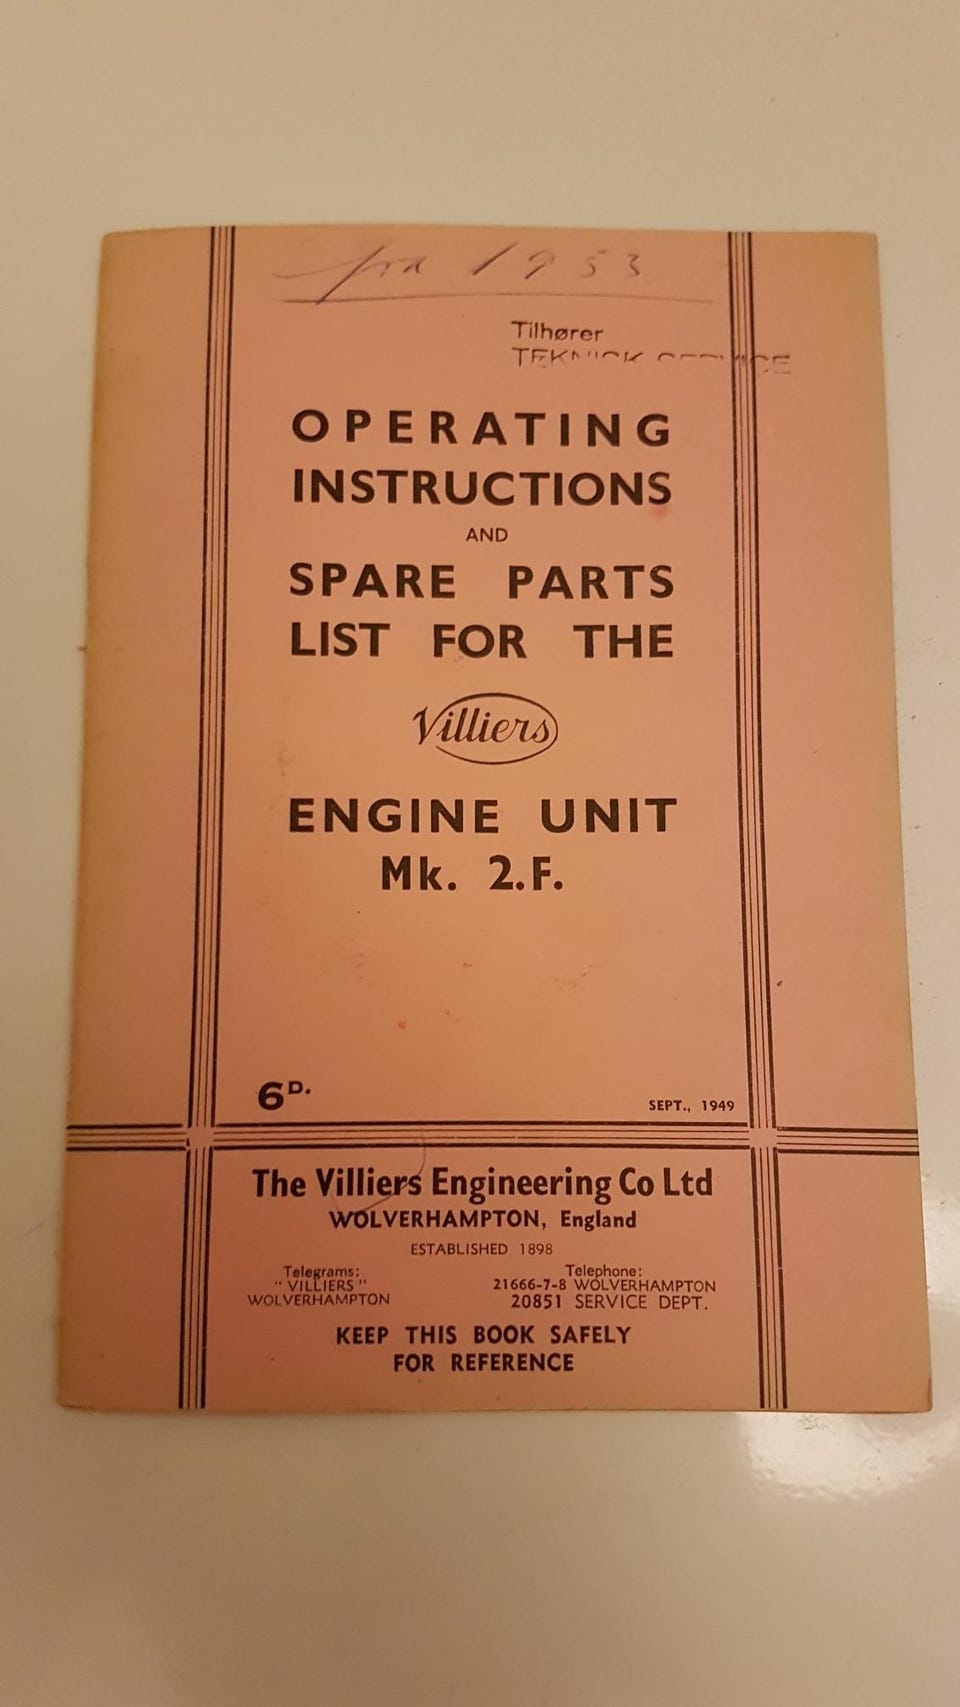 fra 1953
Tilhører
TEKNISK SERVICE
OPERATING
INSTRUCTIONS
AND
SPARE PARTS
LIST FOR THE
Villiers
ENGINE UNIT
Mk. 2.F.
6D.
SEPT., 1949
The Villiers Engineering Co Ltd
WOLVERHAMPTON, England
ESTABLISHED 1898
Telegrams:
"VILLIERS"
WOLVERHAMPTON
Telephone:
21666-7-8 WOLVERHAMPTON
20851 SERVICE DEPT.
KEEP THIS BOOK SAFELY
FOR REFERENCE